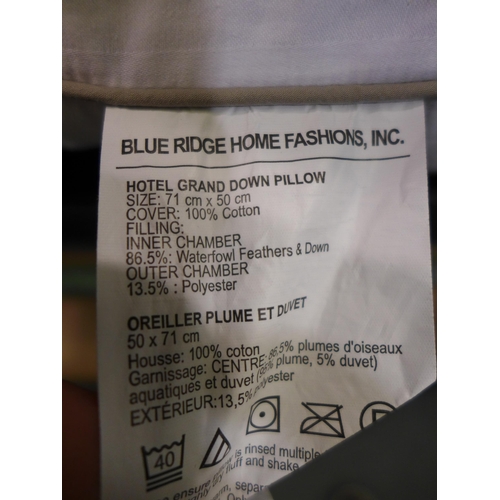 BLUE RIDGE HOME FASHIONS, INC.
HOTEL GRAND DOWN PILLOW
SIZE: 71 cm x 50 cm
COVER: 100% Cotton
FILLING:
INNER CHAMBER
86.5%: Waterfowl Feathers & Down
OUTER CHAMBER
13.5% : Polyester
OREILLER PLUME ET DUVET
50 x 71 cm
Housse: 100% coton
Garnissage: CENTRE: 86,5% plumes d'oiseaux
aquatiques et duvet (95% plume, 5% duvet)
EXTÉRIEUR:13,5% polyester
40
P
is rinsed multiple
fluff and shake
separ